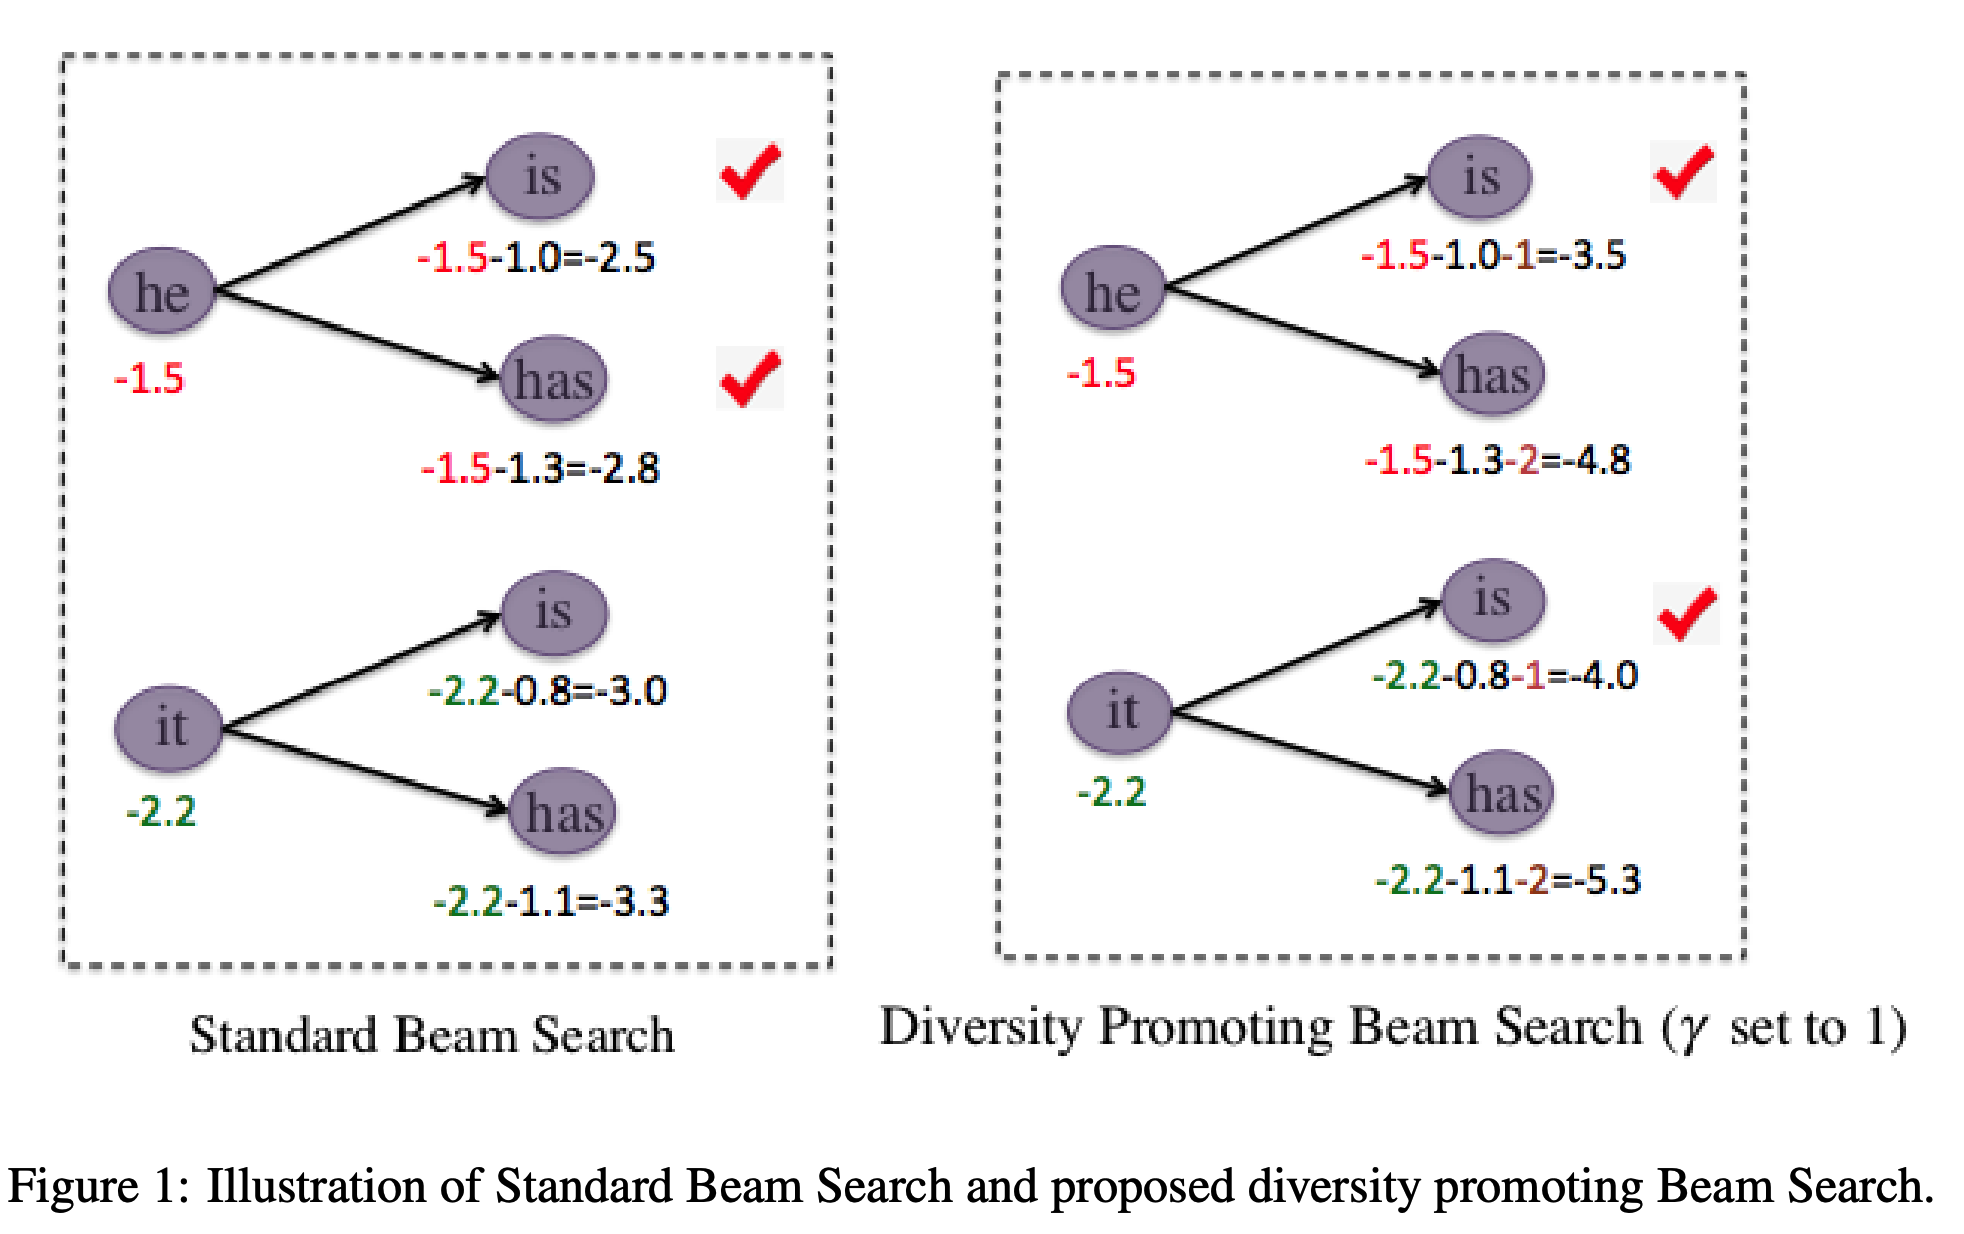 is
-1.5-1.0=-2.5
he
-1.5
has
-1.5-1.3=-2.8
is
-2.2-0.8=-3.0
it
-2.2
has
-2.2-1.1=-3.3
Standard Beam Search
is
-1.5-1.0-1=-3.5
he
-1.5
has
-1.5-1.3-2=-4.8
is
-2.2-0.8-1=-4.0
it
-2.2
has
-2.2-1.1-2=-5.3
Diversity Promoting Beam Search (γ set to 1)
Figure 1: Illustration of Standard Beam Search and proposed diversity promoting Beam Search.